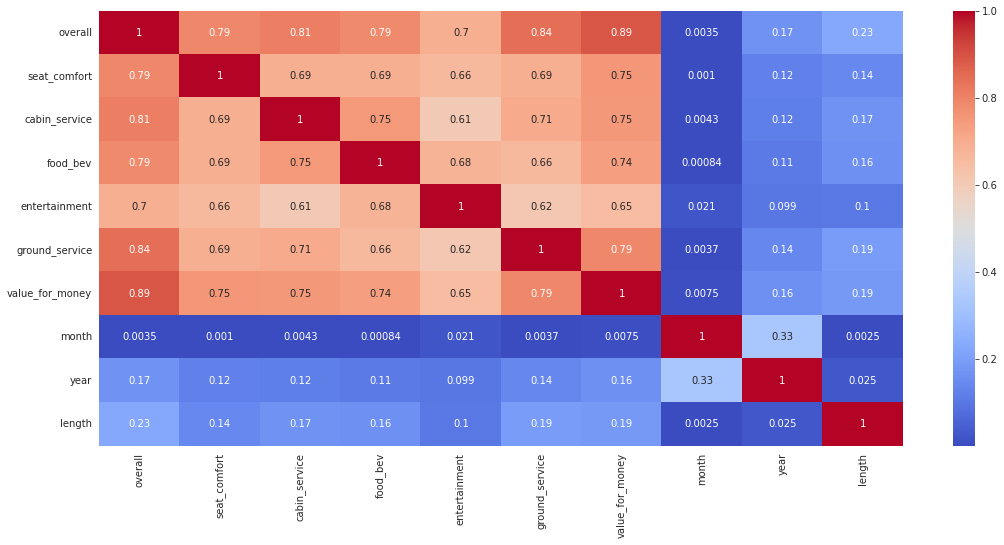 overall 1 0.79 0.81 0.79 0.7 0.84 0.89 0.0035 0.17 0.23
seat_comfort 0.79 1 0.69 0.69 0.66 0.69 0.75 0.001 0.12 0.14
cabin_service 0.81 0.69 1 0.75 0.61 0.71 0.75 0.0043 0.12 0.17
food_bev 0.79 0.69 0.75 1 0.68 0.66 0.74 0.00084 0.11 0.16
entertainment 0.7 0.66 0.61 0.68 1 0.62 0.65 0.021 0.099 0.1
ground_service 0.84 0.69 0.71 0.66 0.62 1 0.79 0.0037 0.14 0.19
value_for_money 0.89 0.75 0.75 0.74 0.65 0.79 1 0.0075 0.16 0.19
month 0.0035 0.001 0.0043 0.00084 0.021 0.0037 0.0075 1 0.33 0.0025
year 0.17 0.12 0.12 0.11 0.099 0.14 0.16 0.33 1 0.025
length 0.23 0.14 0.17 0.16 0.1 0.19 0.19 0.0025 0.025 1
overall seat_comfort cabin_service food_bev entertainment ground_service value_for_money month year length
1.0
0.8
0.6
0.4
0.2